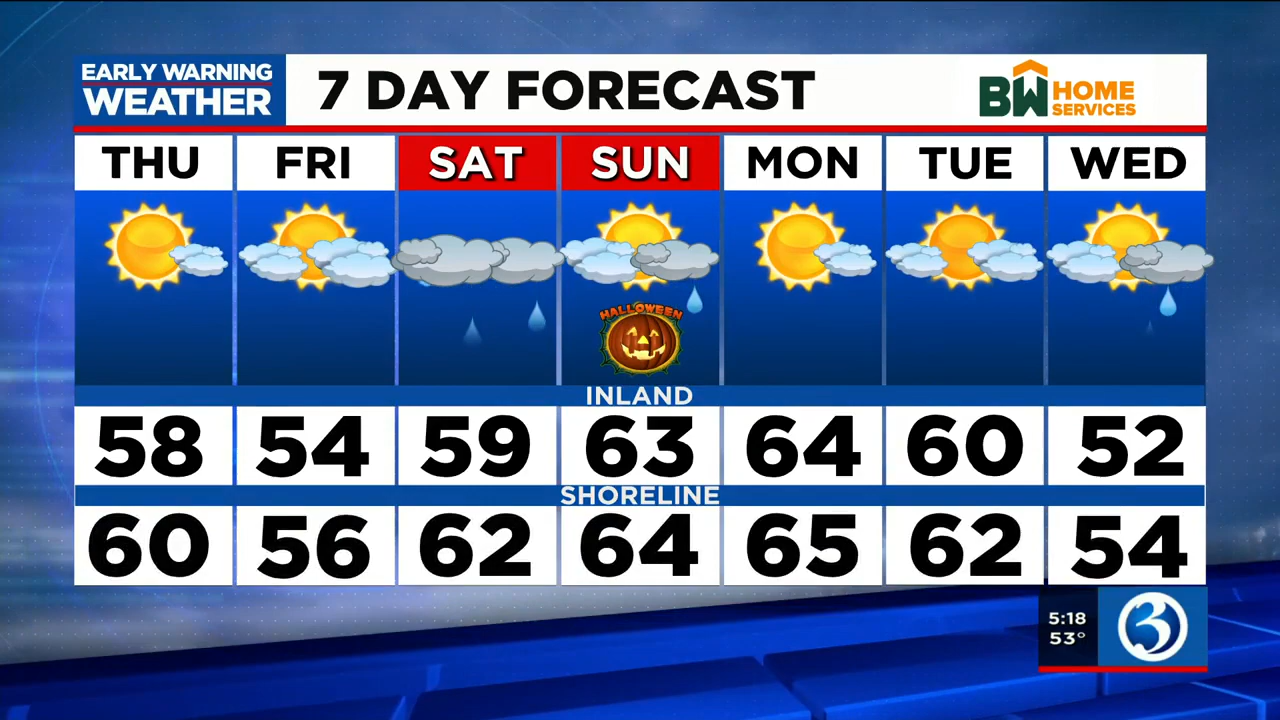 EARLY WARNING
WEATHER
7 DAY FORECAST
BW HOME
SERVICES
THU FRI SAT SUN MON TUE WED
HALLOWEEN
INLAND
58 54 59 63 64 60 52
SHORELINE
60 56 62 64 65 62 54
5:18
53°
3